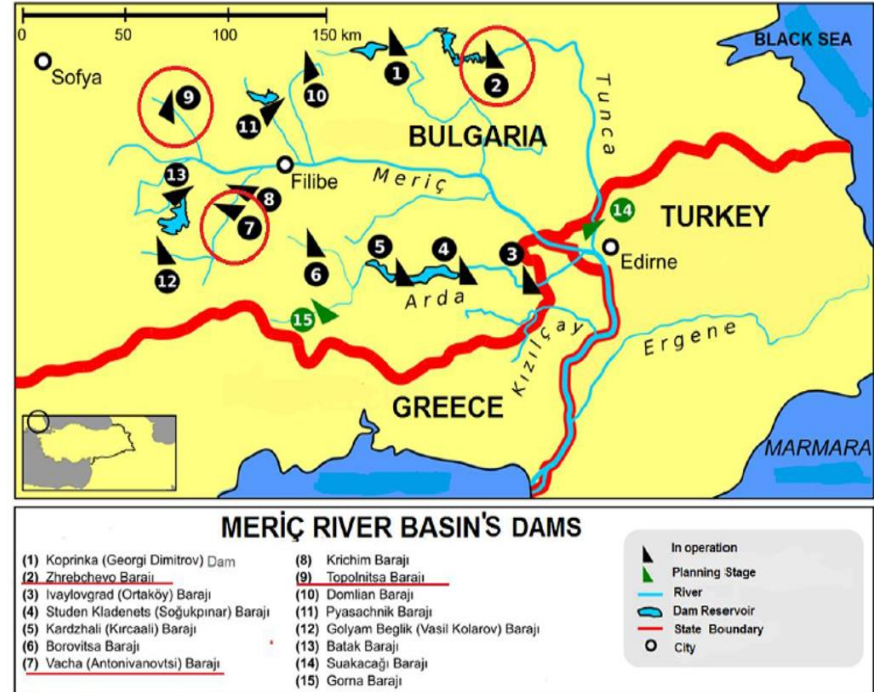 0 50 100 150 km
BLACK SEA
Sofya
1
2
Tunca
9
10
11
BULGARIA
Filibe
Meriç
13
8
7
14
TURKEY
12
6
5
4
3
Edirne
Arda
15
Kızılçay
Ergene
GREECE
MARMARA
MERİÇ RIVER BASIN'S DAMS
(1) Koprinka (Georgi Dimitrov) Dam
(2) Zhrebchevo Barajı
(3) Ivaylovgrad (Ortaköy) Barajı
(4) Studen Kladenets (Soğukpınar) Barajı
(5) Kardzhali (Kırcaali) Barajı
(6) Borovitsa Barajı
(7) Vacha (Antonivanovtsi) Barajı
(8) Krichim Barajı
(9) Topolnitsa Barajı
(10) Domlian Barajı
(11) Pyasachnik Barajı
(12) Golyam Beglik (Vasil Kolarov) Barajı
(13) Batak Barajı
(14) Suakacağı Barajı
(15) Gorna Barajı
In operation
Planning Stage
River
Dam Reservoir
State Boundary
City